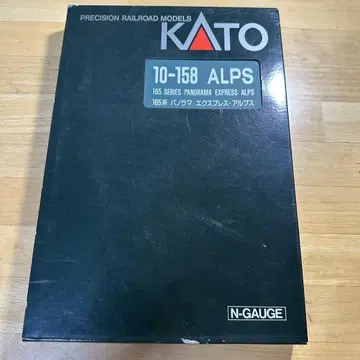 PRECISION RAILROAD MODELS
KATO
10-158 ALPS
165 SERIES PANORAMA EXPRESS ALPS
165系 パノラマ エクスプレス・アルプス
N-GAUGE